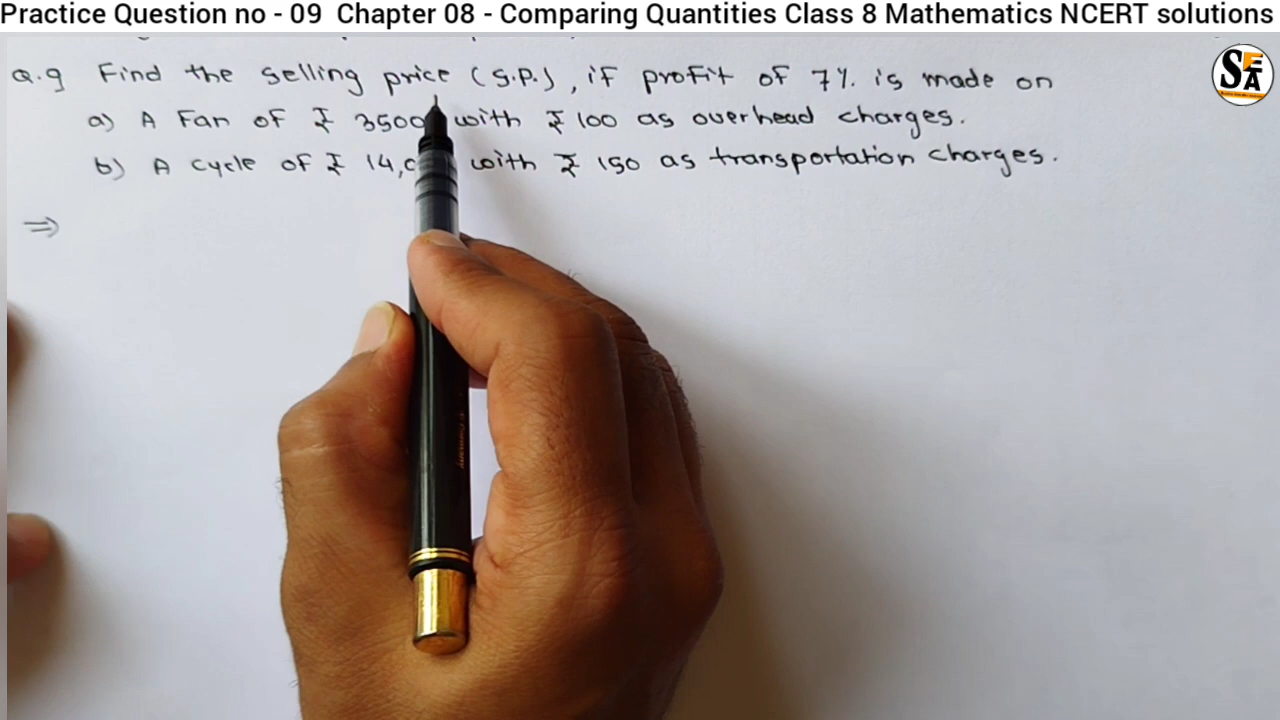 Practice Question no - 09 Chapter 08 - Comparing Quantities Class 8 Mathematics NCERT solutions
Q.9 Find the selling price (S.P.), if profit of 7% is made on
a) A Fan of ₹ 3500 with ₹ 100 as overhead charges.
b) A cycle of ₹ with ₹ 150 as transportation charges.
⇒
SEFA